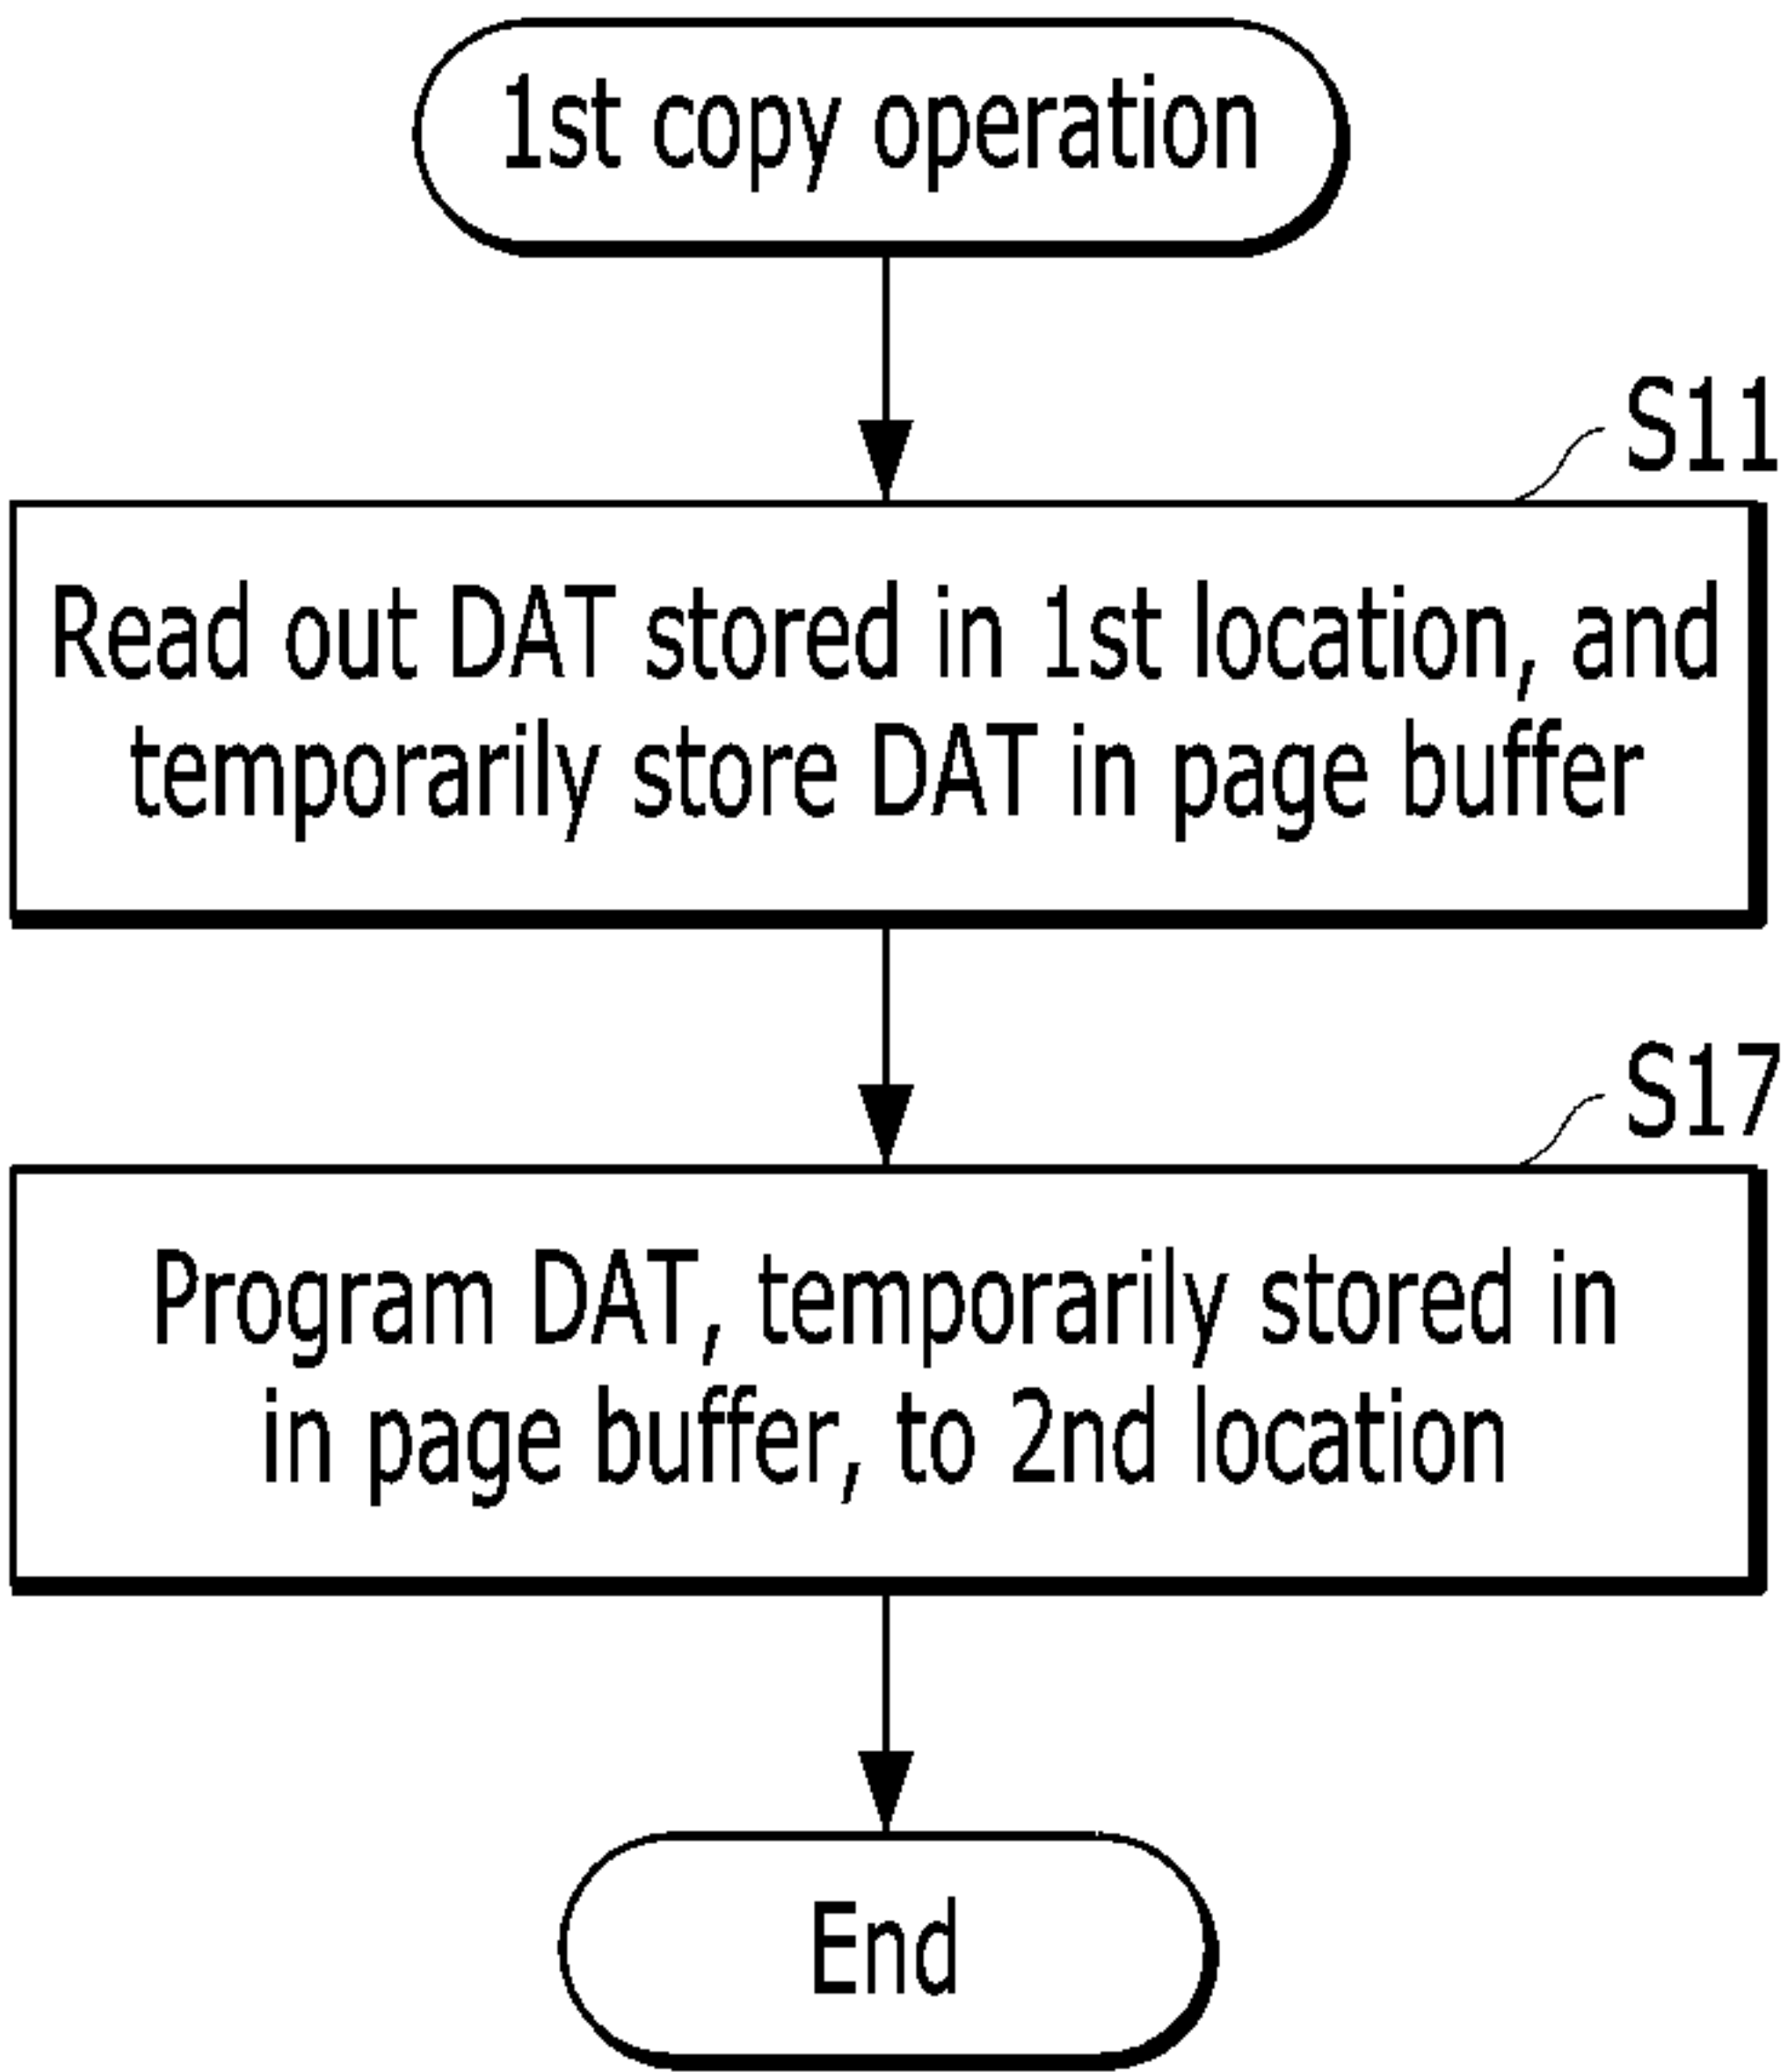 1st copy operation
S11
Read out DAT stored in 1st location, and
temporarily store DAT in page buffer
S17
Program DAT, temporarily stored in
in page buffer, to 2nd location
End